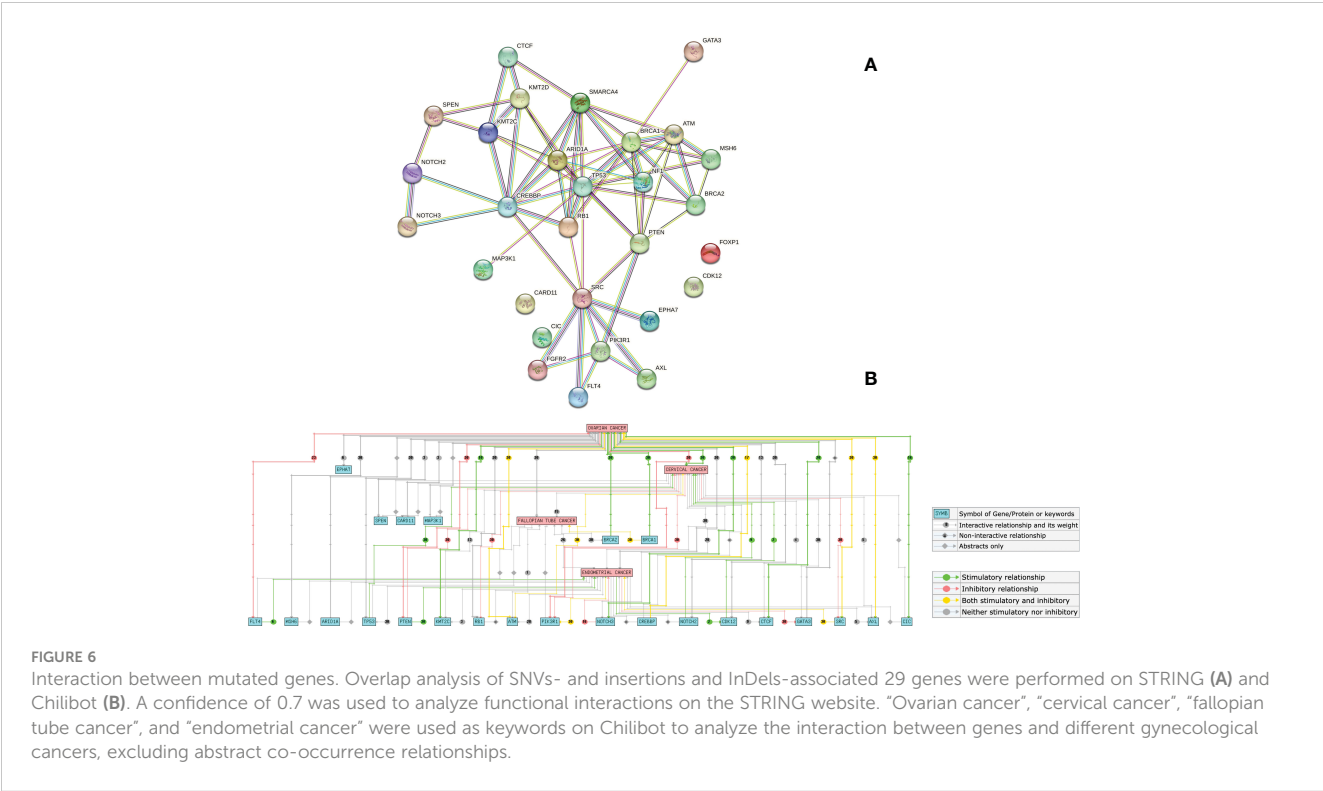 CTCF
GATA3
A
KMT2D
SMARCA4
SPEN
KMT2C
BRCA1
ATM
MSH6
ARID1A
NOTCH2
TP53
NF1
CREBBP
BRCA2
NOTCH3
RB1
PTEN
FOXP1
MAP3K1
CDK12
SRC
CARD11
EPHA7
CIC
PIK3R1
FGFR2
AXL
B
FLT4
OVARIAN CANCER
EPHA7
CERVICAL CANCER
SPEN CARD11 MAP3K1 FALLOPIAN TUBE CANCER
BRCA2 BRCA1
ENDOMETRIAL CANCER
FLT4 MSH6 ARID1A TP53 PTEN KMT2C RB1 ATM PIK3R1 NOTCH3 CREBBP NOTCH2 CDK12 CTCF GATA3 SRC AXL CIC
SYMB Symbol of Gene/Protein or keywords
Interactive relationship and its weight
Non-interactive relationship
Abstracts only
Stimulatory relationship
Inhibitory relationship
Both stimulatory and inhibitory
Neither stimulatory nor inhibitory
FIGURE 6
Interaction between mutated genes. Overlap analysis of SNVs- and insertions and InDels-associated 29 genes were performed on STRING (A) and
Chilibot (B). A confidence of 0.7 was used to analyze functional interactions on the STRING website. “Ovarian cancer”, “cervical cancer”, “fallopian
tube cancer”, and “endometrial cancer” were used as keywords on Chilibot to analyze the interaction between genes and different gynecological
cancers, excluding abstract co-occurrence relationships.